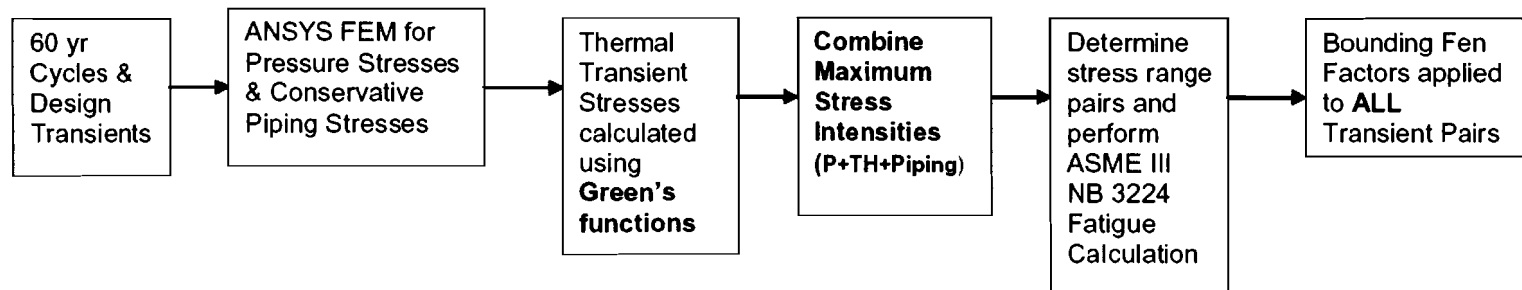 60 yr
Cycles &
Design
Transients
ANSYS FEM for
Pressure Stresses
& Conservative
Piping Stresses
Thermal
Transient
Stresses
calculated
using
Green's
functions
Combine
Maximum
Stress
Intensities
(P+TH+Piping)
Determine
stress range
pairs and
perform
ASME III
NB 3224
Fatigue
Calculation
Bounding Fen
Factors applied
to ALL
Transient Pairs